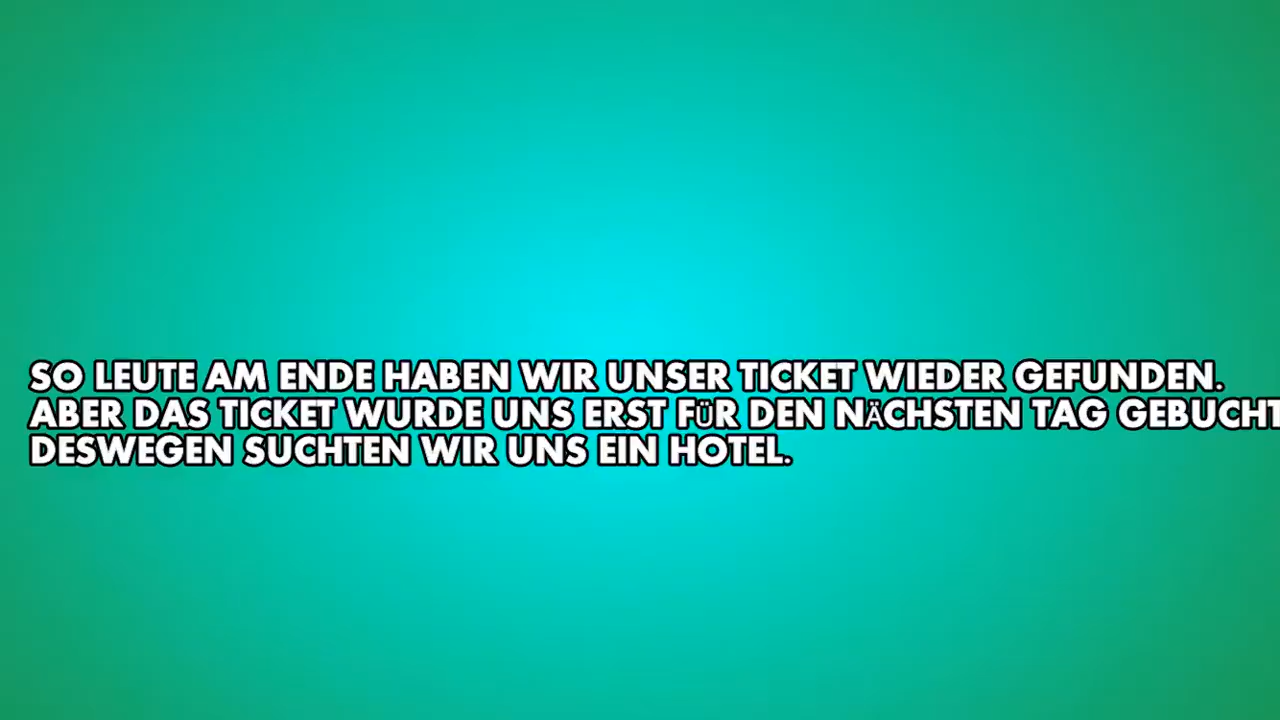 SO LEUTE AM ENDE HABEN WIR UNSER TICKET WIEDER GEFUNDEN.
ABER DAS TICKET WURDE UNS ERST FÜR DEN NÄCHSTEN TAG GEBUCHT
DESWEGEN SUCHTEN WIR UNS EIN HOTEL.